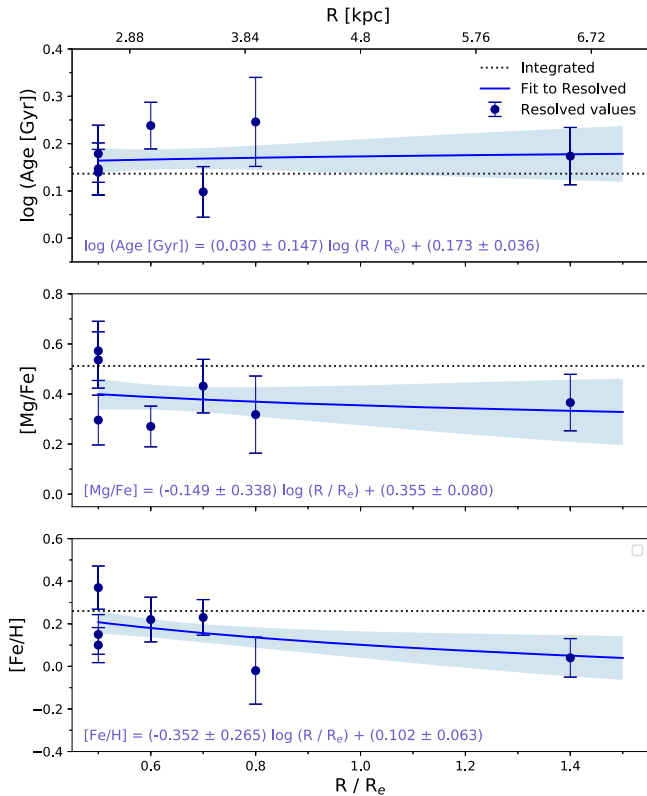 R [kpc]
2.88 3.84 4.8 5.76 6.72
0.4
0.3
0.2
0.1
0.0
log (Age [Gyr])
Integrated
Fit to Resolved
Resolved values
log (Age [Gyr]) = (0.030 ± 0.147) log (R / Re) + (0.173 ± 0.036)
0.8
0.6
0.4
0.2
0.0
[Mg/Fe]
[Mg/Fe] = (-0.149 ± 0.338) log (R / Re) + (0.355 ± 0.080)
0.6
0.4
0.2
0.0
−0.2
−0.4
[Fe/H]
[Fe/H] = (-0.352 ± 0.265) log (R / Re) + (0.102 ± 0.063)
0.6 0.8 1.0 1.2 1.4
R / Re